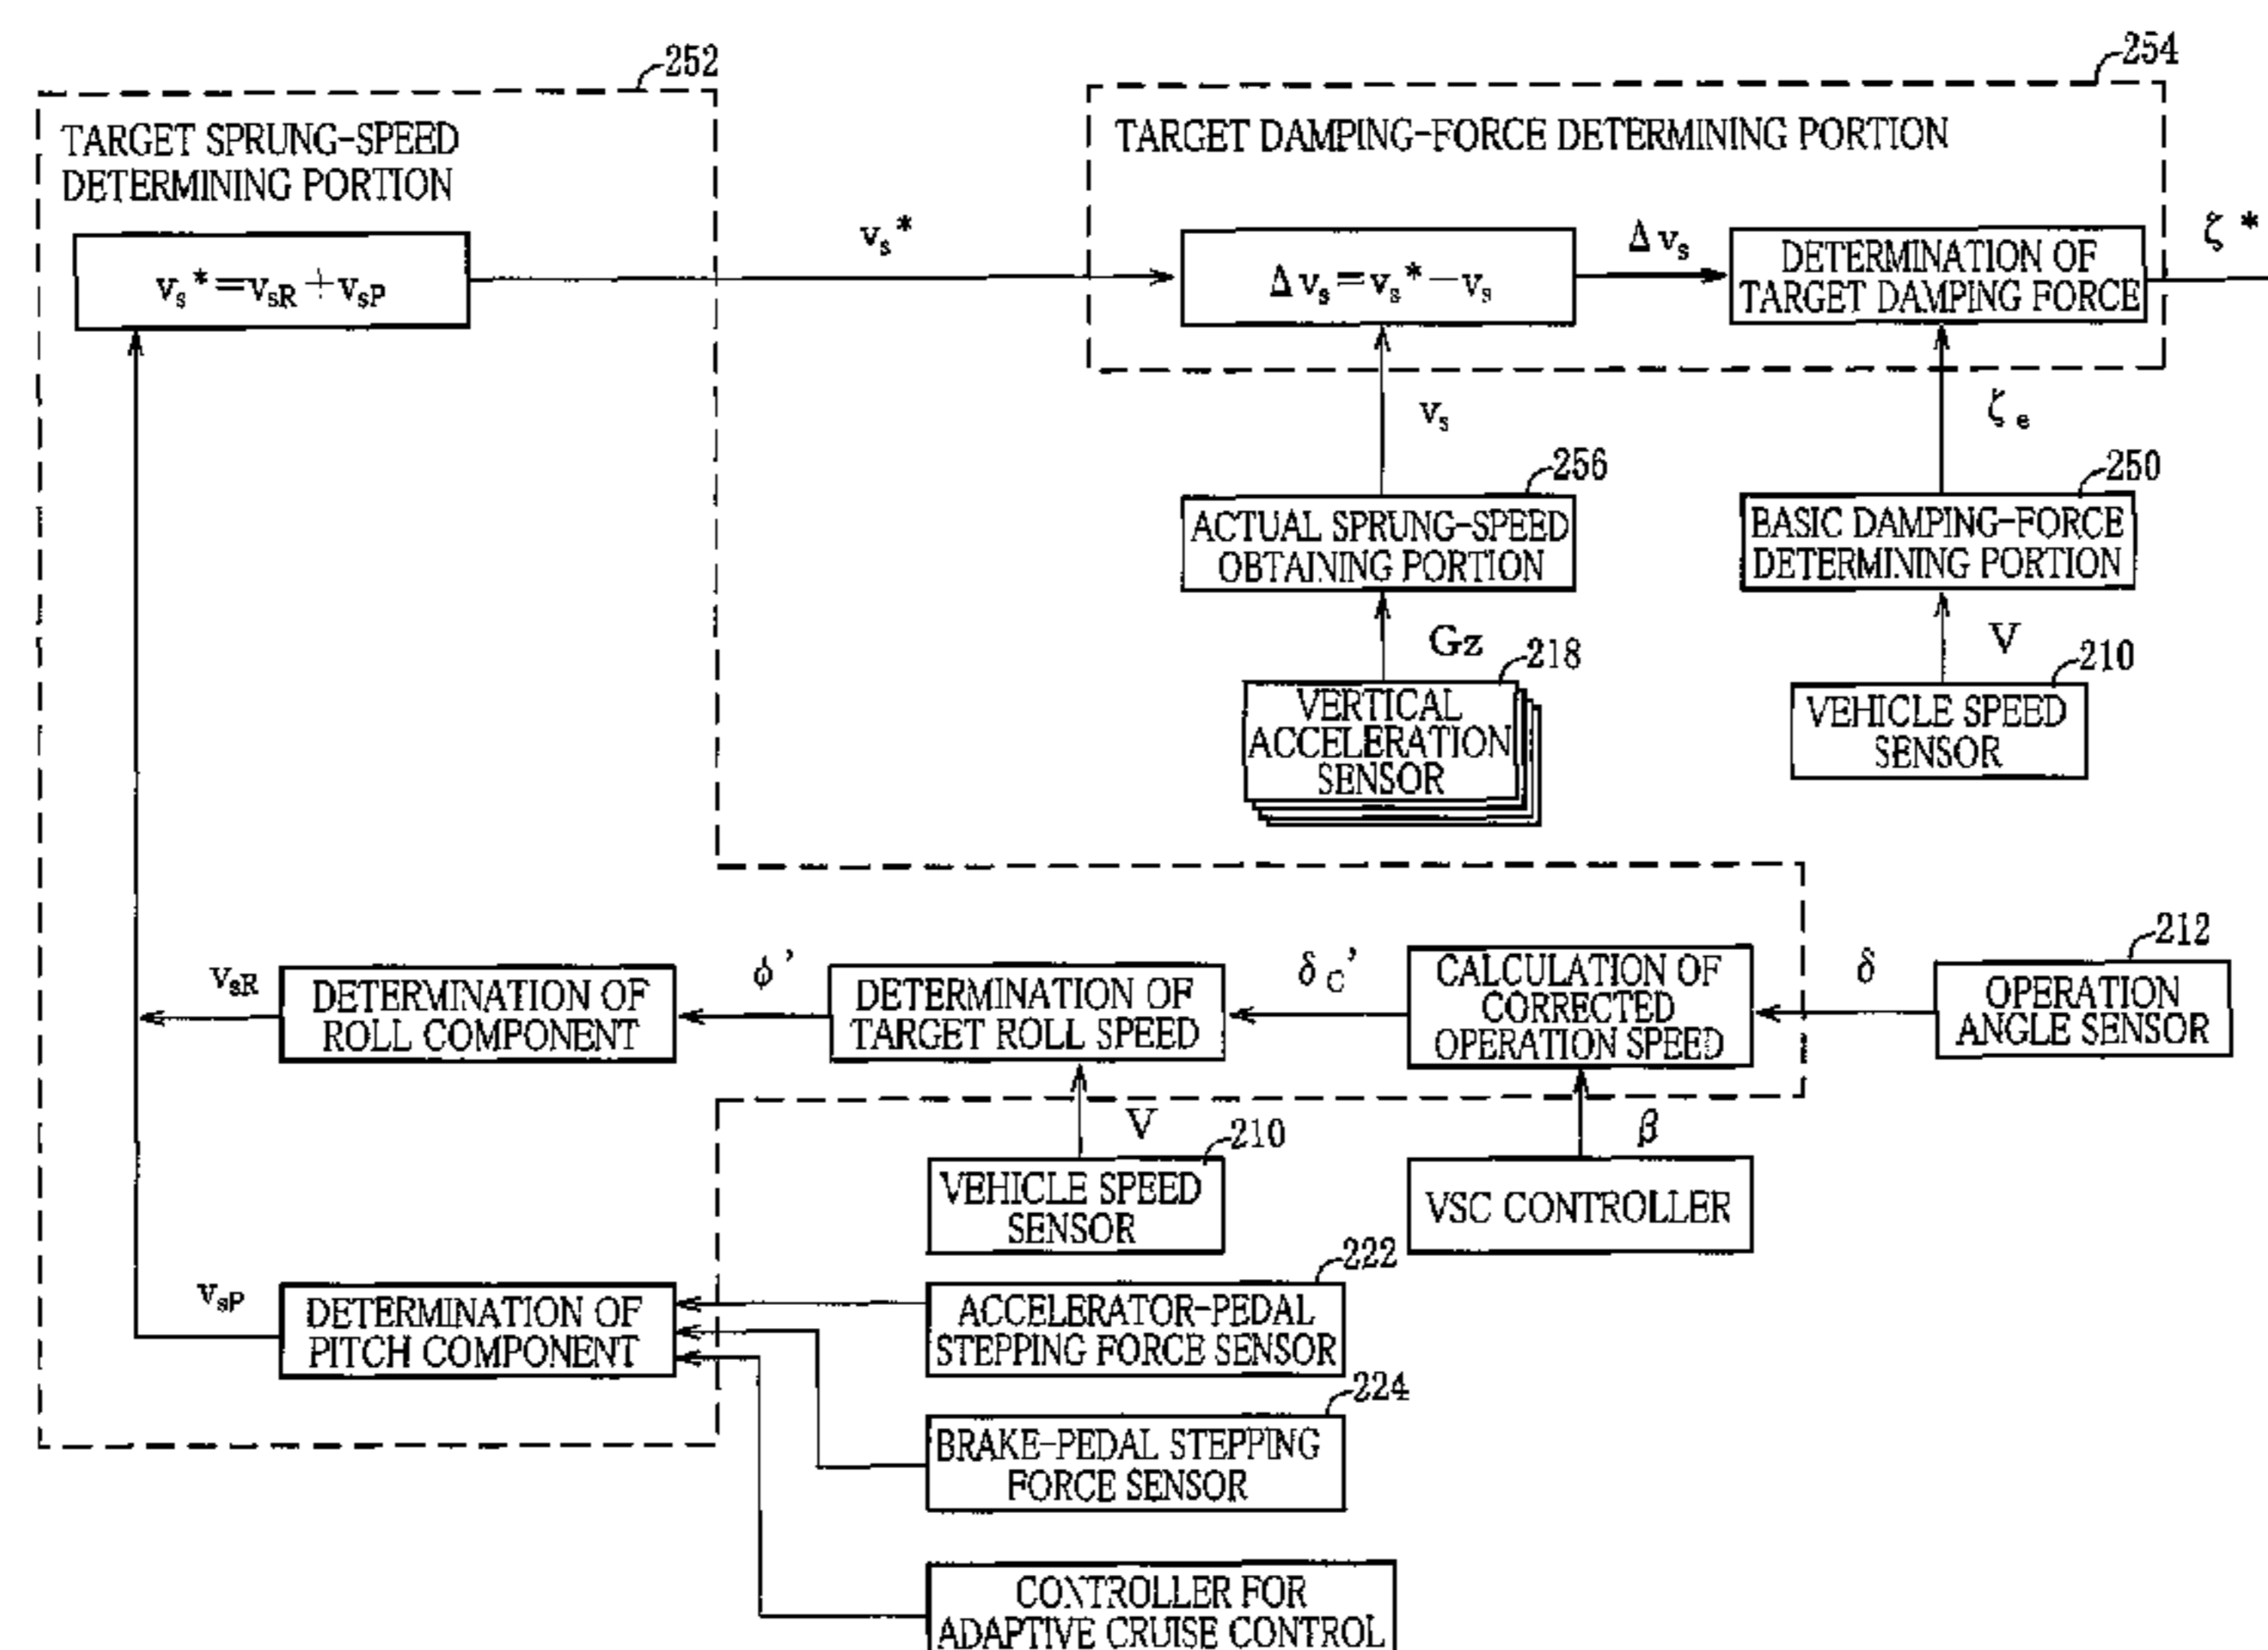 252
254
TARGET SPRUNG-SPEED
DETERMINING PORTION
TARGET DAMPING-FORCE DETERMINING PORTION
vs* = vsR + vsP
vs*
Δvs = vs* − vs
Δvs
DETERMINATION OF
TARGET DAMPING FORCE
ζ*
vs
ζe
256
250
ACTUAL SPRUNG-SPEED
OBTAINING PORTION
BASIC DAMPING-FORCE
DETERMINING PORTION
Gz
218
V
210
VERTICAL
ACCELERATION
SENSOR
VEHICLE SPEED
SENSOR
vsR
DETERMINATION OF
ROLL COMPONENT
ϕ'
DETERMINATION OF
TARGET ROLL SPEED
δC'
CALCULATION OF
CORRECTED
OPERATION SPEED
δ
212
OPERATION
ANGLE SENSOR
V
210
VEHICLE SPEED
SENSOR
β
VSC CONTROLLER
vsP
DETERMINATION OF
PITCH COMPONENT
222
ACCELERATOR-PEDAL
STEPPING FORCE SENSOR
224
BRAKE-PEDAL STEPPING
FORCE SENSOR
CONTROLLER FOR
ADAPTIVE CRUISE CONTROL